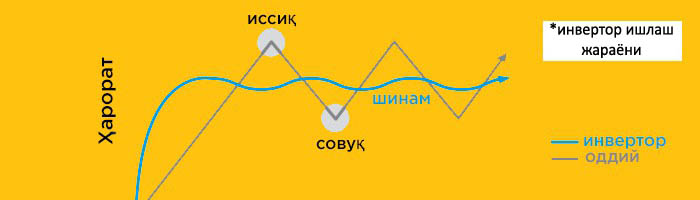 иссиқ
*инвертор ишлаш
жараёни
Ҳарорат
шинам
совуқ
инвертор
оддий